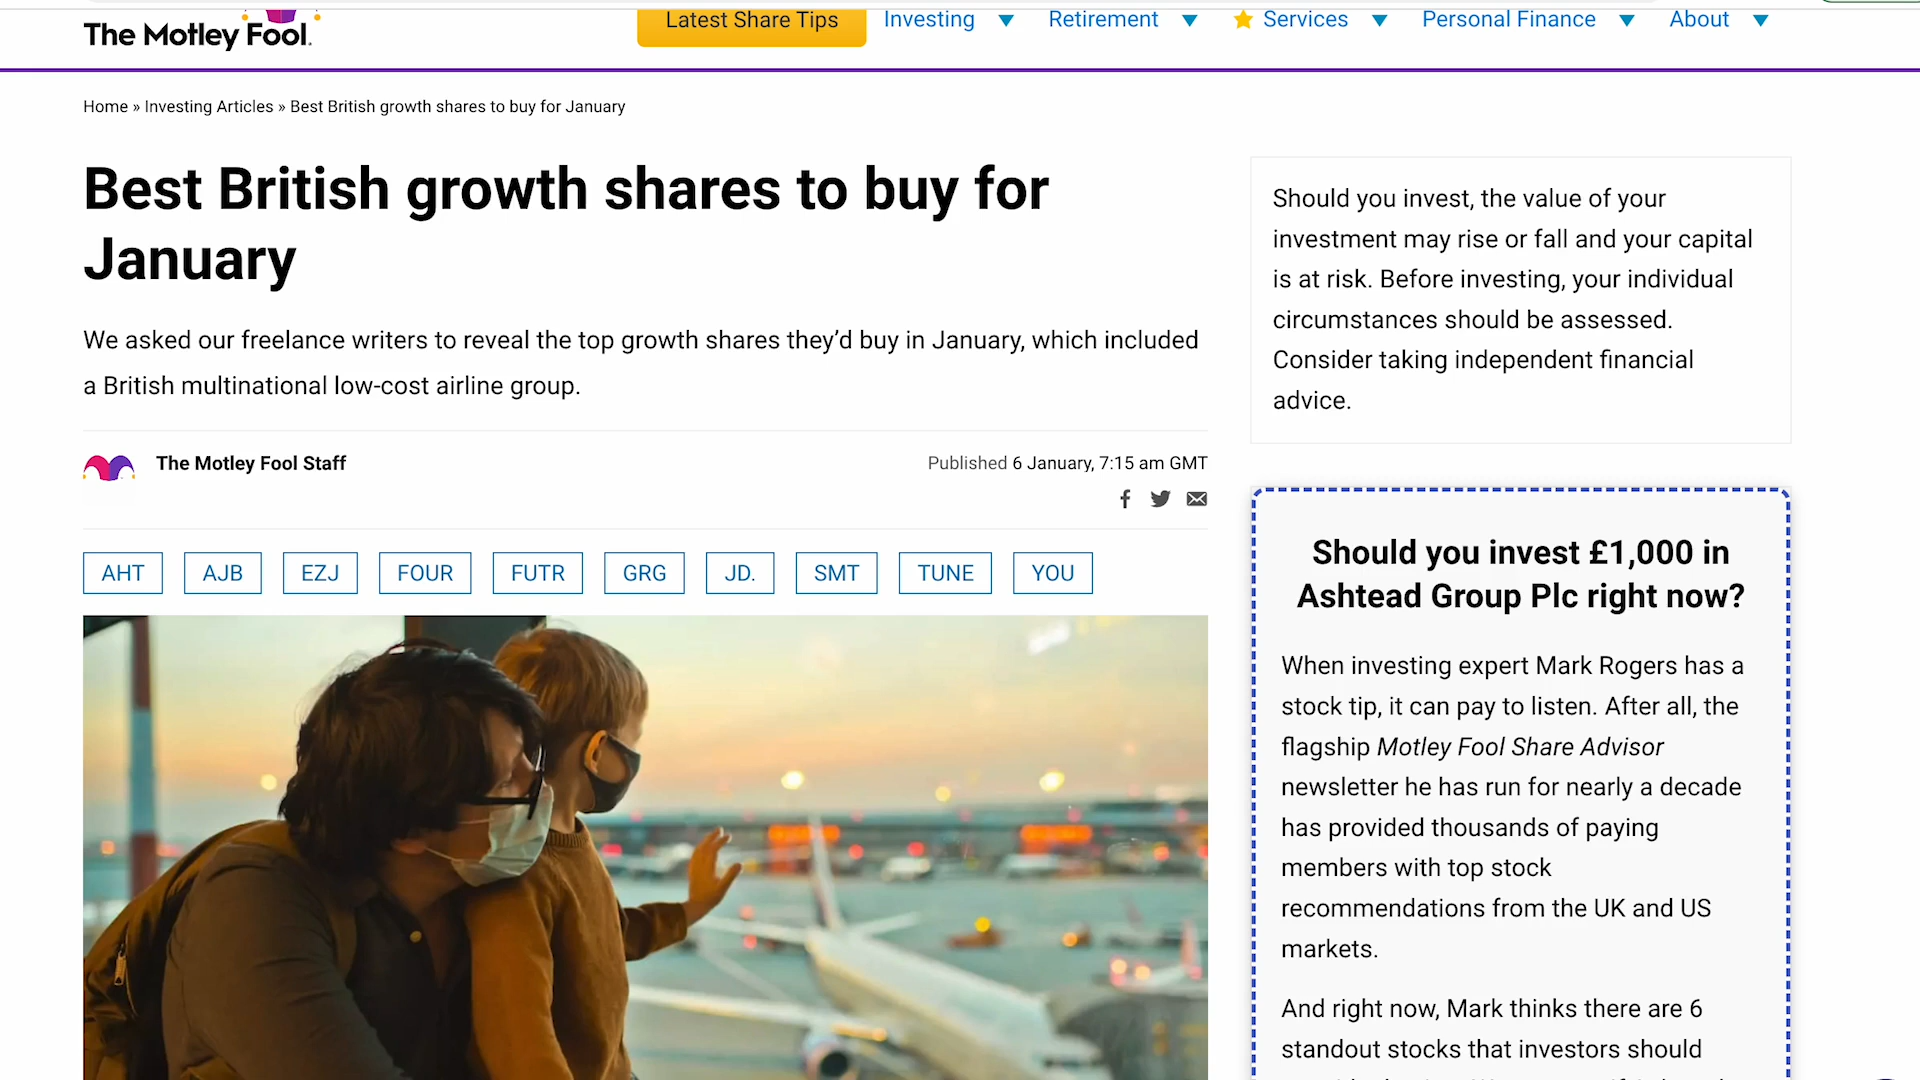 The Motley Fool.
Latest Share Tips
Investing
Retirement
Services
Personal Finance
About
Home » Investing Articles » Best British growth shares to buy for January
Best British growth shares to buy for
January
We asked our freelance writers to reveal the top growth shares they’d buy in January, which included
a British multinational low-cost airline group.
The Motley Fool Staff
Published 6 January, 7:15 am GMT
AHT AJB EZJ FOUR FUTR GRG JD. SMT TUNE YOU
Should you invest, the value of your
investment may rise or fall and your capital
is at risk. Before investing, your individual
circumstances should be assessed.
Consider taking independent financial
advice.
Should you invest £1,000 in
Ashtead Group Plc right now?
When investing expert Mark Rogers has a
stock tip, it can pay to listen. After all, the
flagship Motley Fool Share Advisor
newsletter he has run for nearly a decade
has provided thousands of paying
members with top stock
recommendations from the UK and US
markets.
And right now, Mark thinks there are 6
standout stocks that investors should